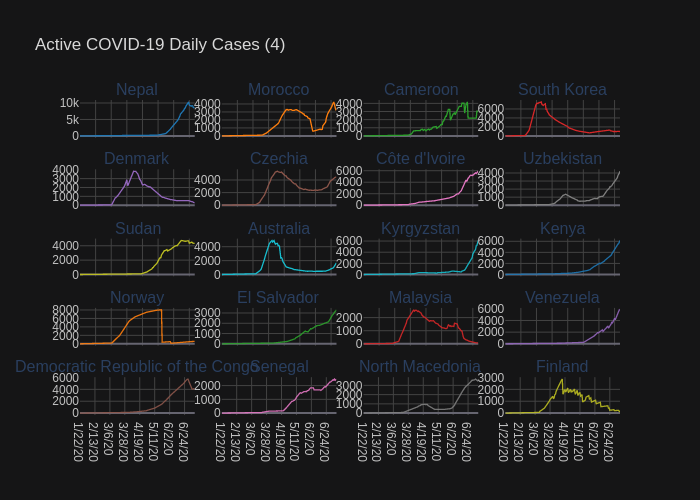 Active COVID-19 Daily Cases (4)
Nepal Morocco Cameroon South Korea
10k 5k 0
4000 3000 2000 1000 0
4000 3000 2000 1000 0
6000 4000 2000 0
Denmark Czechia Côte d'Ivoire Uzbekistan
4000 3000 2000 1000 0
4000 2000 0
6000 4000 2000 0
4000 3000 2000 1000 0
Sudan Australia Kyrgyzstan Kenya
4000 2000 0
4000 2000 0
6000 4000 2000 0
6000 4000 2000 0
Norway El Salvador Malaysia Venezuela
8000 6000 4000 2000 0
3000 2000 1000 0
2000 1000 0
6000 4000 2000 0
Democratic Republic of the Congo Senegal North Macedonia Finland
6000 4000 2000 0
2000 1000 0
3000 2000 1000 0
3000 2000 1000 0
1/22/20 2/13/20 3/6/20 3/28/20 4/19/20 5/11/20 6/2/20 6/24/20
1/22/20 2/13/20 3/6/20 3/28/20 4/19/20 5/11/20 6/2/20 6/24/20
1/22/20 2/13/20 3/6/20 3/28/20 4/19/20 5/11/20 6/2/20 6/24/20
1/22/20 2/13/20 3/6/20 3/28/20 4/19/20 5/11/20 6/2/20 6/24/20